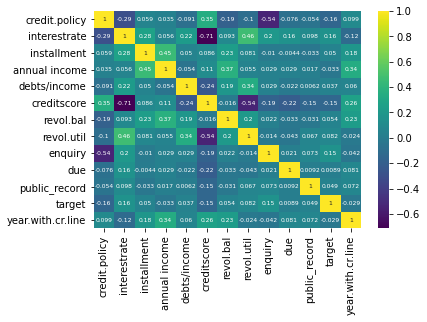 credit.policy 1 -0.29 0.059 0.035 -0.091 0.35 -0.19 -0.1 -0.54 -0.076 -0.054 -0.16 0.099
interestrate -0.29 1 0.28 0.056 0.22 -0.71 0.093 0.46 0.2 0.16 0.098 0.16 -0.12
installment 0.059 0.28 1 0.45 0.05 0.086 0.23 0.081 -0.01 -0.0044 -0.033 0.05 0.18
annual income 0.035 0.056 0.45 1 -0.054 0.11 0.37 0.055 0.029 0.029 0.017 -0.033 0.34
debts/income -0.091 0.22 0.05 -0.054 1 -0.24 0.19 0.34 0.029 -0.022 0.0062 0.037 0.06
creditscore 0.35 -0.71 0.086 0.11 -0.24 1 -0.016 -0.54 -0.19 -0.22 -0.15 -0.15 0.26
revol.bal -0.19 0.093 0.23 0.37 0.19 -0.016 1 0.2 0.022 -0.033 -0.031 0.054 0.23
revol.util -0.1 0.46 0.081 0.055 0.34 -0.54 0.2 1 -0.014 -0.043 0.067 0.082 -0.024
enquiry -0.54 0.2 -0.01 0.029 0.029 -0.19 0.022 -0.014 1 0.021 0.073 0.15 -0.042
due -0.076 0.16 -0.0044 0.029 -0.022 -0.22 -0.033 -0.043 0.021 1 0.0092 0.0089 0.081
public_record -0.054 0.098 -0.033 0.017 0.0062 -0.15 -0.031 0.067 0.073 0.0092 1 0.049 0.072
target -0.16 0.16 0.05 -0.033 0.037 -0.15 0.054 0.082 0.15 0.0089 0.049 1 -0.029
year.with.cr.line 0.099 -0.12 0.18 0.34 0.06 0.26 0.23 -0.024 -0.042 0.081 0.072 -0.029 1
credit.policy
interestrate
installment
annual income
debts/income
creditscore
revol.bal
revol.util
enquiry
due
public_record
target
year.with.cr.line
1.0
0.8
0.6
0.4
0.2
0.0
−0.2
−0.4
−0.6